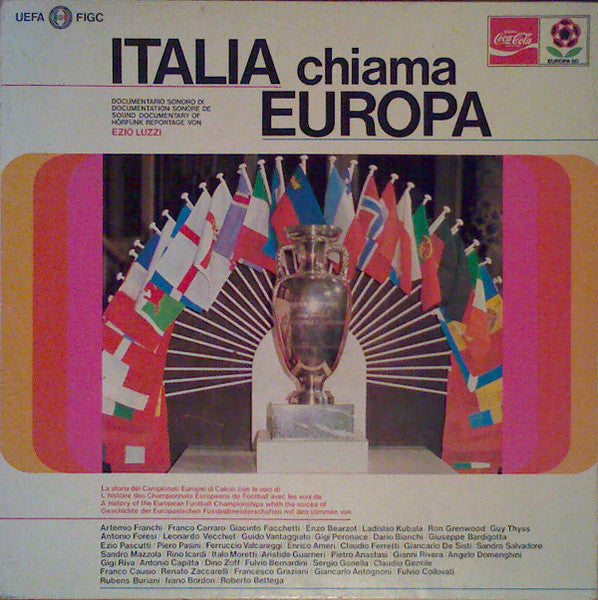 UEFA FIGC
ITALIA chiama
EUROPA
Coca-Cola
EUROPA 80
DOCUMENTARIO SONORO DI
DOCUMENTATION SONORE DE
SOUND DOCUMENTARY OF
HÖRFUNK REPORTAGE VON
EZIO LUZZI
La storia dei Campionati Europei di Calcio con le voci di
L'histoire des Championnats Europeens de Football avec les voix de
A history of the European Football Championships whith the voices of
Geschichte der Europäischen Fussballmeisterschaften mit den stimmen von
Artemio Franchi Franco Carraro Giacinto Facchetti Enzo Bearzot Ladislao Kubala Ron Grenwood Guy Thyss
Antonio Foresi Leonardo Vecchiet Guido Vantaggiato Gigi Peronace Dario Bianchi Giuseppe Bardigotta
Ezio Pascutti Piero Pasini Ferruccio Valcareggi Enrico Ameri Claudio Ferretti Giancarlo De Sisti Sandro Salvadore
Sandro Mazzola Rino Icardi Italo Moretti Aristide Guarneri Pietro Anastasi Gianni Rivera Angelo Domenghini
Gigi Riva Antonio Capitta Dino Zoff Fulvio Bernardini Sergio Gonella Claudio Gentile
Franco Causio Renato Zaccarelli Francesco Graziani Giancarlo Antognoni Fulvio Collovati
Rubens Buriani Ivano Bordon Roberto Bettega